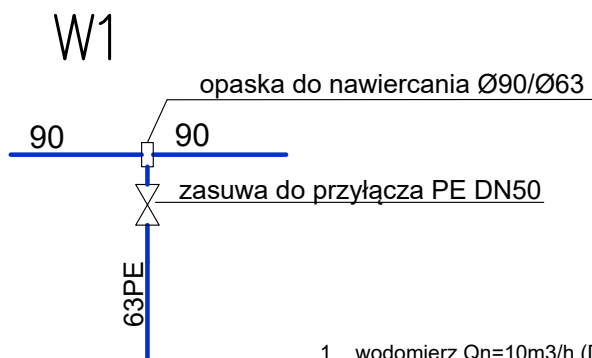 W1
opaska do nawiercania Ø90/Ø63
90 90
zasuwa do przyłącza PE DN50
63PE
1 wodomierz Qn=10m3/h (